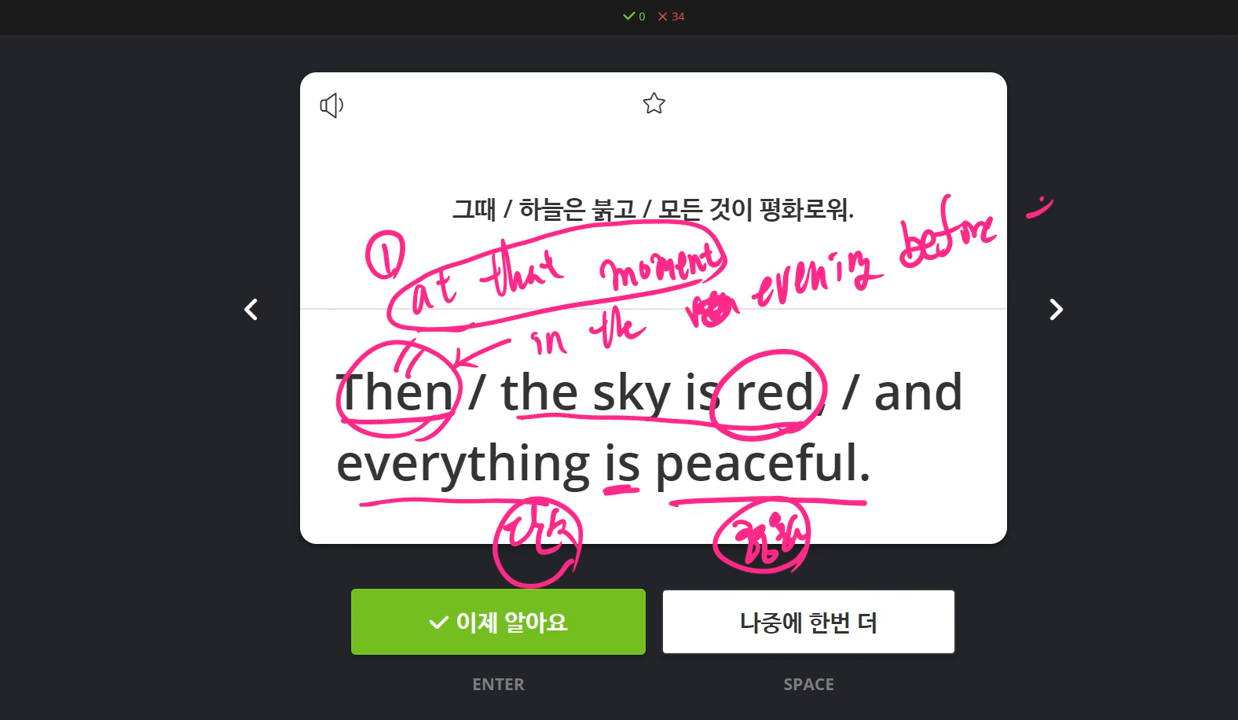 0 34
그때 / 하늘은 붉고 / 모든 것이 평화로워.
① at that moment
in the evening before
Then / the sky is red, / and
everything is peaceful.
단수
이제 알아요 나중에 한번 더
ENTER SPACE